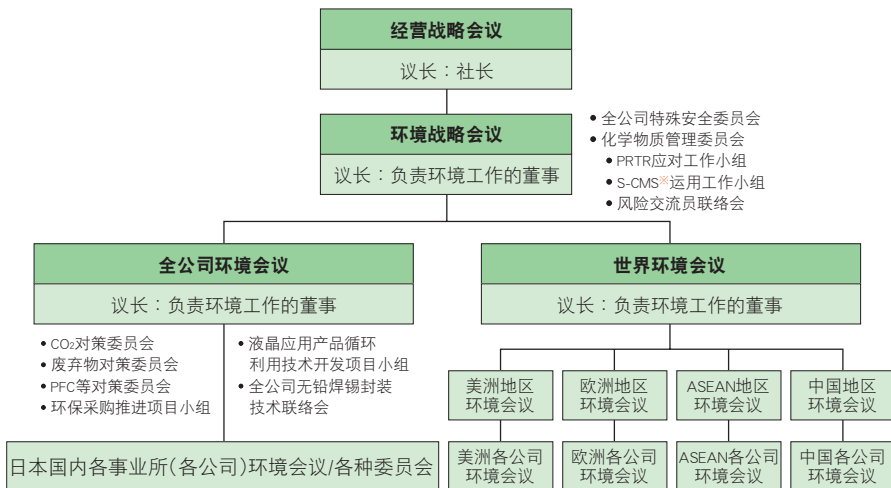 经营战略会议
议长：社长
环境战略会议
议长：负责环境工作的董事
• 全公司特殊安全委员会
• 化学物质管理委员会
• PRTR应对工作小组
• S-CMS※运用工作小组
• 风险交流员联络会
全公司环境会议
议长：负责环境工作的董事
• CO₂对策委员会
• 废弃物对策委员会
• PFC等对策委员会
• 环保采购推进项目小组
• 液晶应用产品循环
利用技术开发项目小组
• 全公司无铅焊锡封装
技术联络会
日本国内各事业所(各公司)环境会议/各种委员会
世界环境会议
议长：负责环境工作的董事
美洲地区
环境会议
欧洲地区
环境会议
ASEAN地区
环境会议
中国地区
环境会议
美洲各公司
环境会议
欧洲各公司
环境会议
ASEAN各公司
环境会议
中国各公司
环境会议